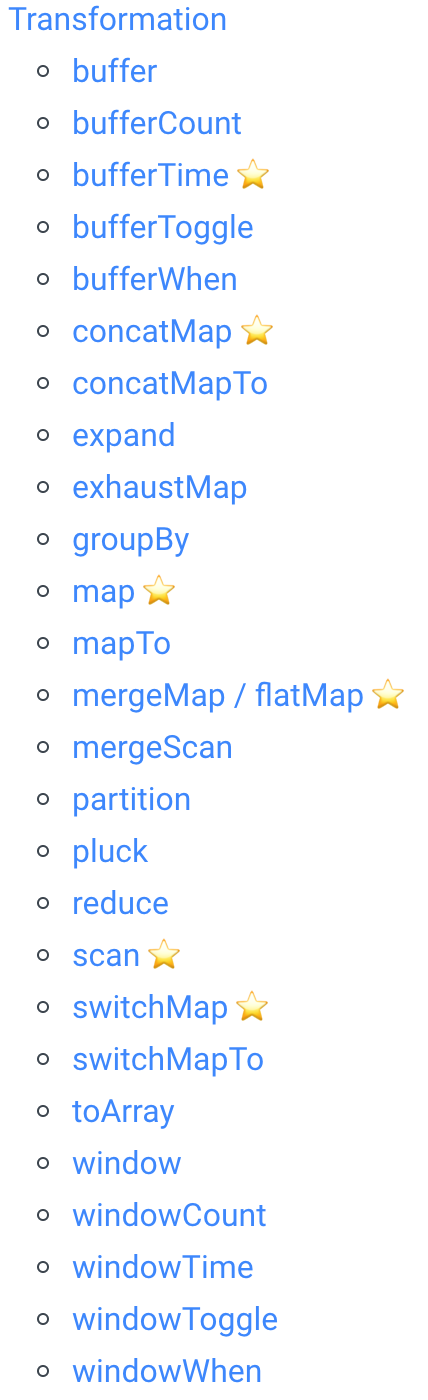 Transformation
buffer
bufferCount
bufferTime ⭐
bufferToggle
bufferWhen
concatMap ⭐
concatMapTo
expand
exhaustMap
groupBy
map ⭐
mapTo
mergeMap / flatMap ⭐
mergeScan
partition
pluck
reduce
scan ⭐
switchMap ⭐
switchMapTo
toArray
window
windowCount
windowTime
windowToggle
windowWhen